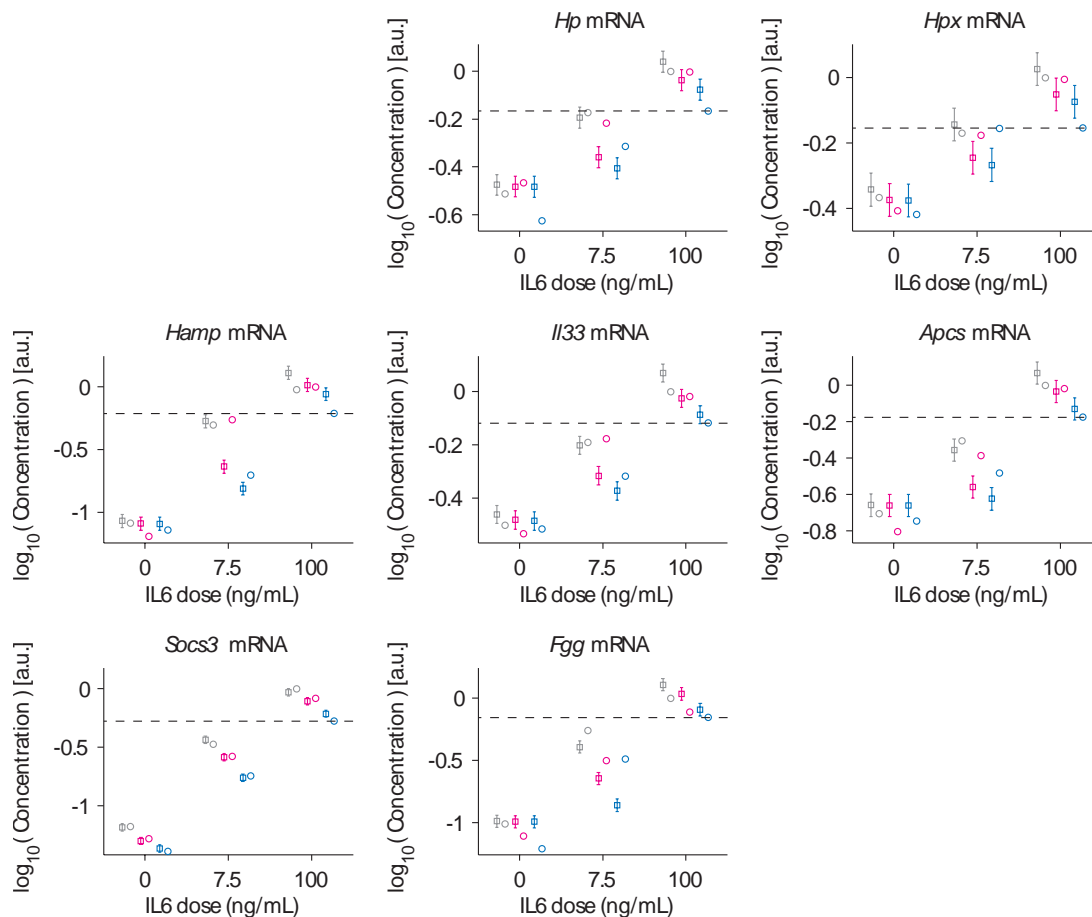 Hp mRNA
log10( Concentration ) [a.u.]
0
-0.2
-0.4
-0.6
0
7.5
100
IL6 dose (ng/mL)
Hpx mRNA
log10( Concentration ) [a.u.]
0
-0.2
-0.4
0
7.5
100
IL6 dose (ng/mL)
Hamp mRNA
log10( Concentration ) [a.u.]
0
-0.5
-1
0
7.5
100
IL6 dose (ng/mL)
Il33 mRNA
log10( Concentration ) [a.u.]
0
-0.2
-0.4
0
7.5
100
IL6 dose (ng/mL)
Apcs mRNA
log10( Concentration ) [a.u.]
0
-0.2
-0.4
-0.6
-0.8
0
7.5
100
IL6 dose (ng/mL)
Socs3 mRNA
log10( Concentration ) [a.u.]
0
-0.5
-1
0
7.5
100
IL6 dose (ng/mL)
Fgg mRNA
log10( Concentration ) [a.u.]
0
-0.5
-1
0
7.5
100
IL6 dose (ng/mL)